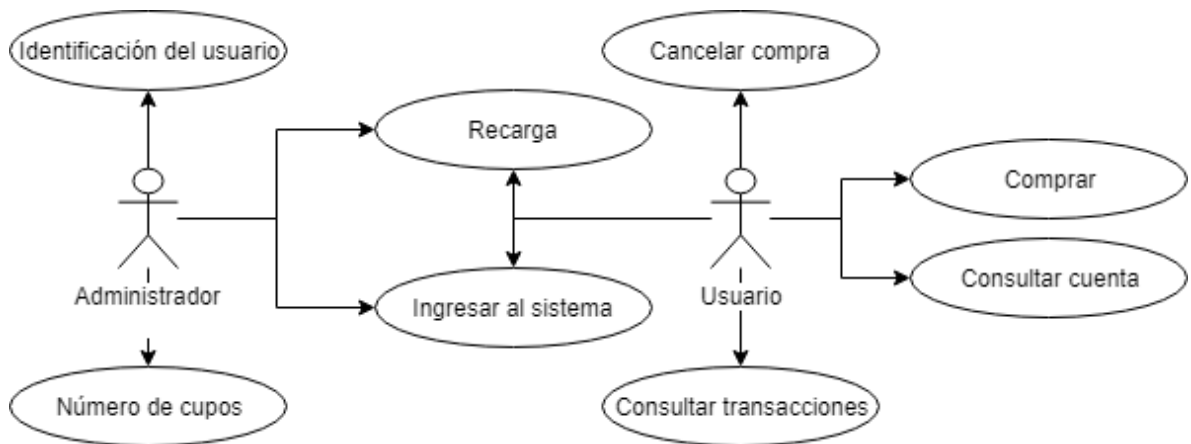 Identificación del usuario
Cancelar compra
Recarga
Comprar
Consultar cuenta
Administrador
Ingresar al sistema
Usuario
Número de cupos
Consultar transacciones